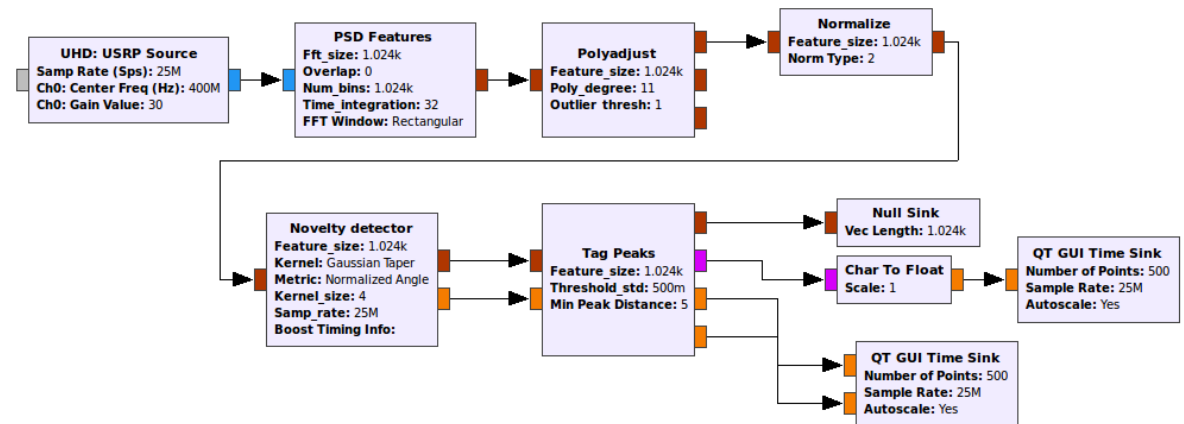 UHD: USRP Source
Samp Rate (Sps): 25M
Ch0: Center Freq (Hz): 400M
Ch0: Gain Value: 30
PSD Features
Fft_size: 1.024k
Overlap: 0
Num_bins: 1.024k
Time_integration: 32
FFT Window: Rectangular
Polyadjust
Feature_size: 1.024k
Poly_degree: 11
Outlier thresh: 1
Normalize
Feature_size: 1.024k
Norm Type: 2
Novelty detector
Feature_size: 1.024k
Kernel: Gaussian Taper
Metric: Normalized Angle
Kernel_size: 4
Samp_rate: 25M
Boost Timing Info:
Tag Peaks
Feature_size: 1.024k
Threshold_std: 500m
Min Peak Distance: 5
Null Sink
Vec Length: 1.024k
Char To Float
Scale: 1
QT GUI Time Sink
Number of Points: 500
Sample Rate: 25M
Autoscale: Yes
QT GUI Time Sink
Number of Points: 500
Sample Rate: 25M
Autoscale: Yes